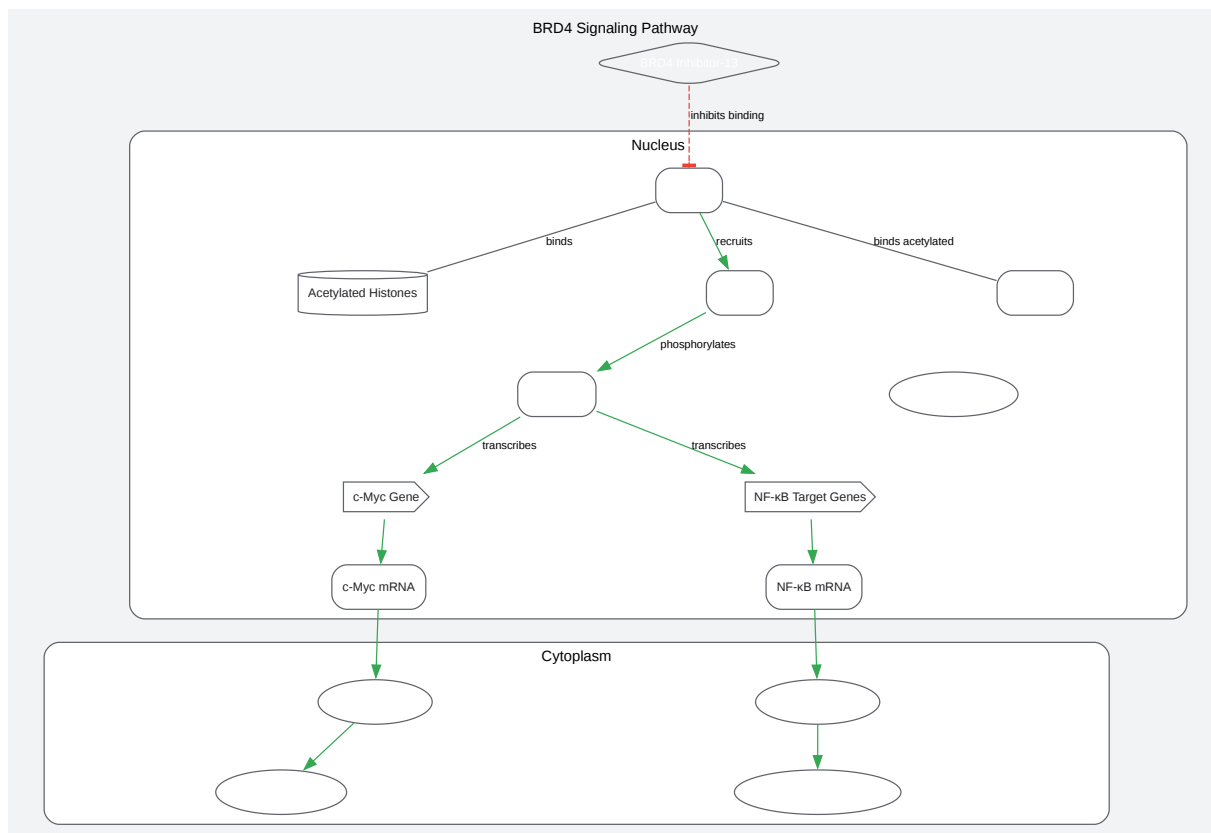 BRD4 Signaling Pathway
BRD4 Inhibitor-13
inhibits binding
Nucleus
binds
recruits
binds acetylated
Acetylated Histones
phosphorylates
transcribes
transcribes
c-Myc Gene
NF-κB Target Genes
c-Myc mRNA
NF-κB mRNA
Cytoplasm